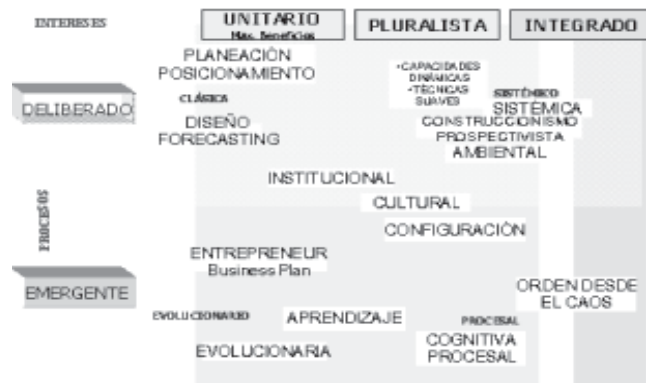 INTERESES
UNITARIO
Max. Beneficios
PLURALISTA
INTEGRADO
PLANEACIÓN
POSICIONAMIENTO
•CAPACIDADES
DINÁMICAS
•TÉCNICAS
SUAVES
DELIBERADO
CLÁSICA
SISTÉMICO
SISTÉMICA
DISEÑO
FORECASTING
CONSTRUCCIONISMO
PROSPECTIVISTA
AMBIENTAL
INSTITUCIONAL
CULTURAL
PROCESOS
CONFIGURACIÓN
ENTREPRENEUR
Business Plan
EMERGENTE
ORDEN DESDE
EL CAOS
EVOLUCIONARIO
APRENDIZAJE
PROCESAL
EVOLUCIONARIA
COGNITIVA
PROCESAL